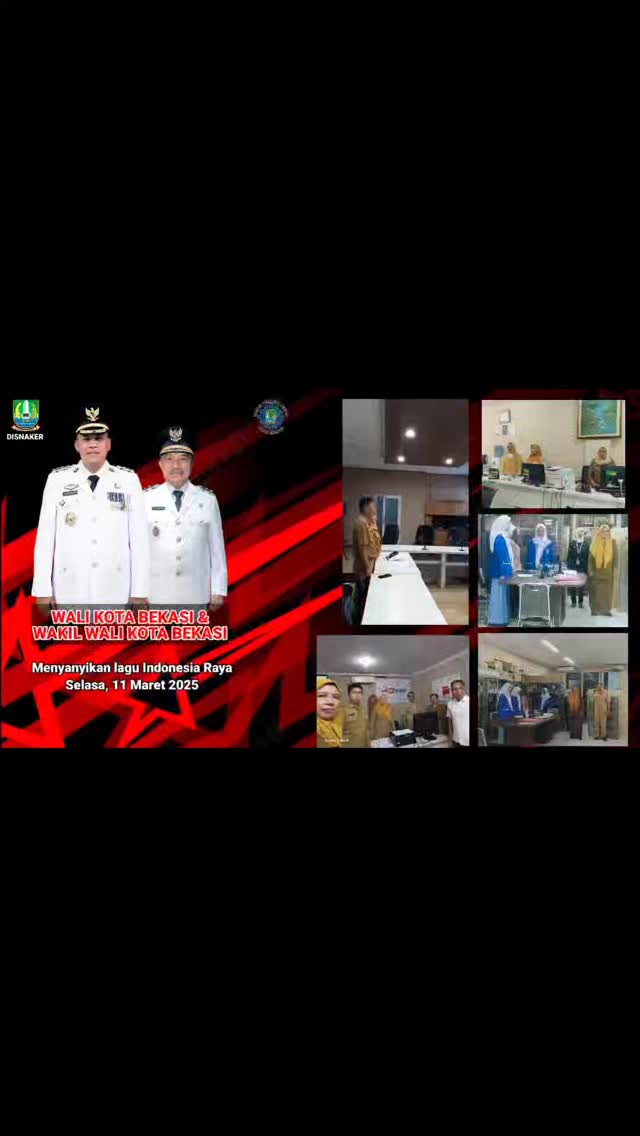 DISNAKER
WALI KOTA BEKASI &
WAKIL WALI KOTA BEKASI
Menyanyikan lagu Indonesia Raya
Selasa, 11 Maret 2025